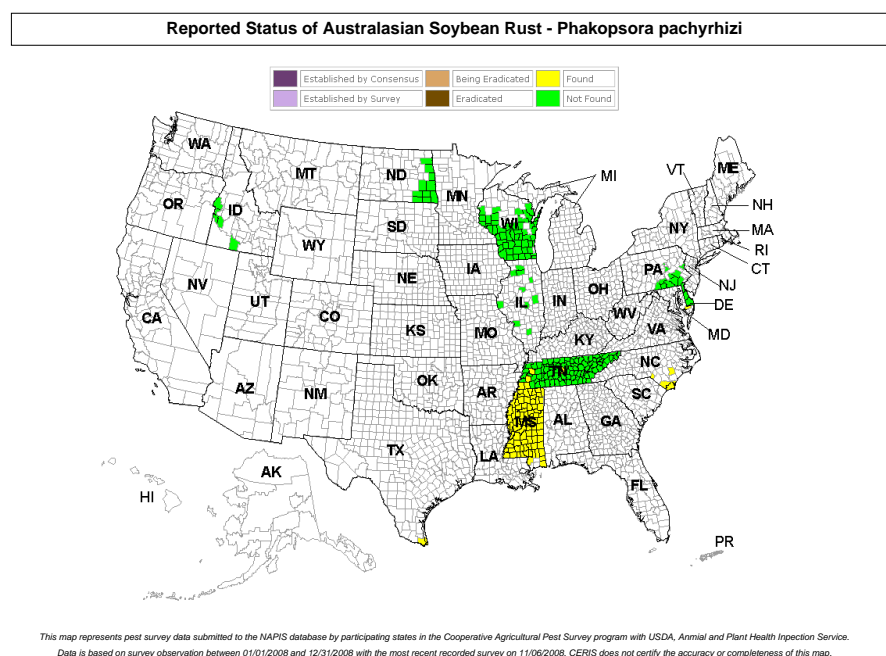 Reported Status of Australasian Soybean Rust - Phakopsora pachyrhizi
Established by Consensus Being Eradicated Found
Established by Survey Eradicated Not Found
WA
MT
ND
MN
MI
VT
ME
OR
ID
SD
WI
NY
NH
MA
RI
CT
WY
NE
IA
PA
NJ
NV
UT
CO
KS
MO
IL
IN
OH
WV
VA
DE
MD
CA
KY
AZ
NM
OK
AR
TN
NC
SC
TX
LA
MS
AL
GA
FL
AK
HI
PR
This map represents pest survey data submitted to the NAPIS database by participating states in the Cooperative Agricultural Pest Survey program with USDA, Anmial and Plant Health Inpection Service.
Data is based on survey observation between 01/01/2008 and 12/31/2008 with the most recent recorded survey on 11/06/2008. CERIS does not certify the accuracy or completeness of this map.